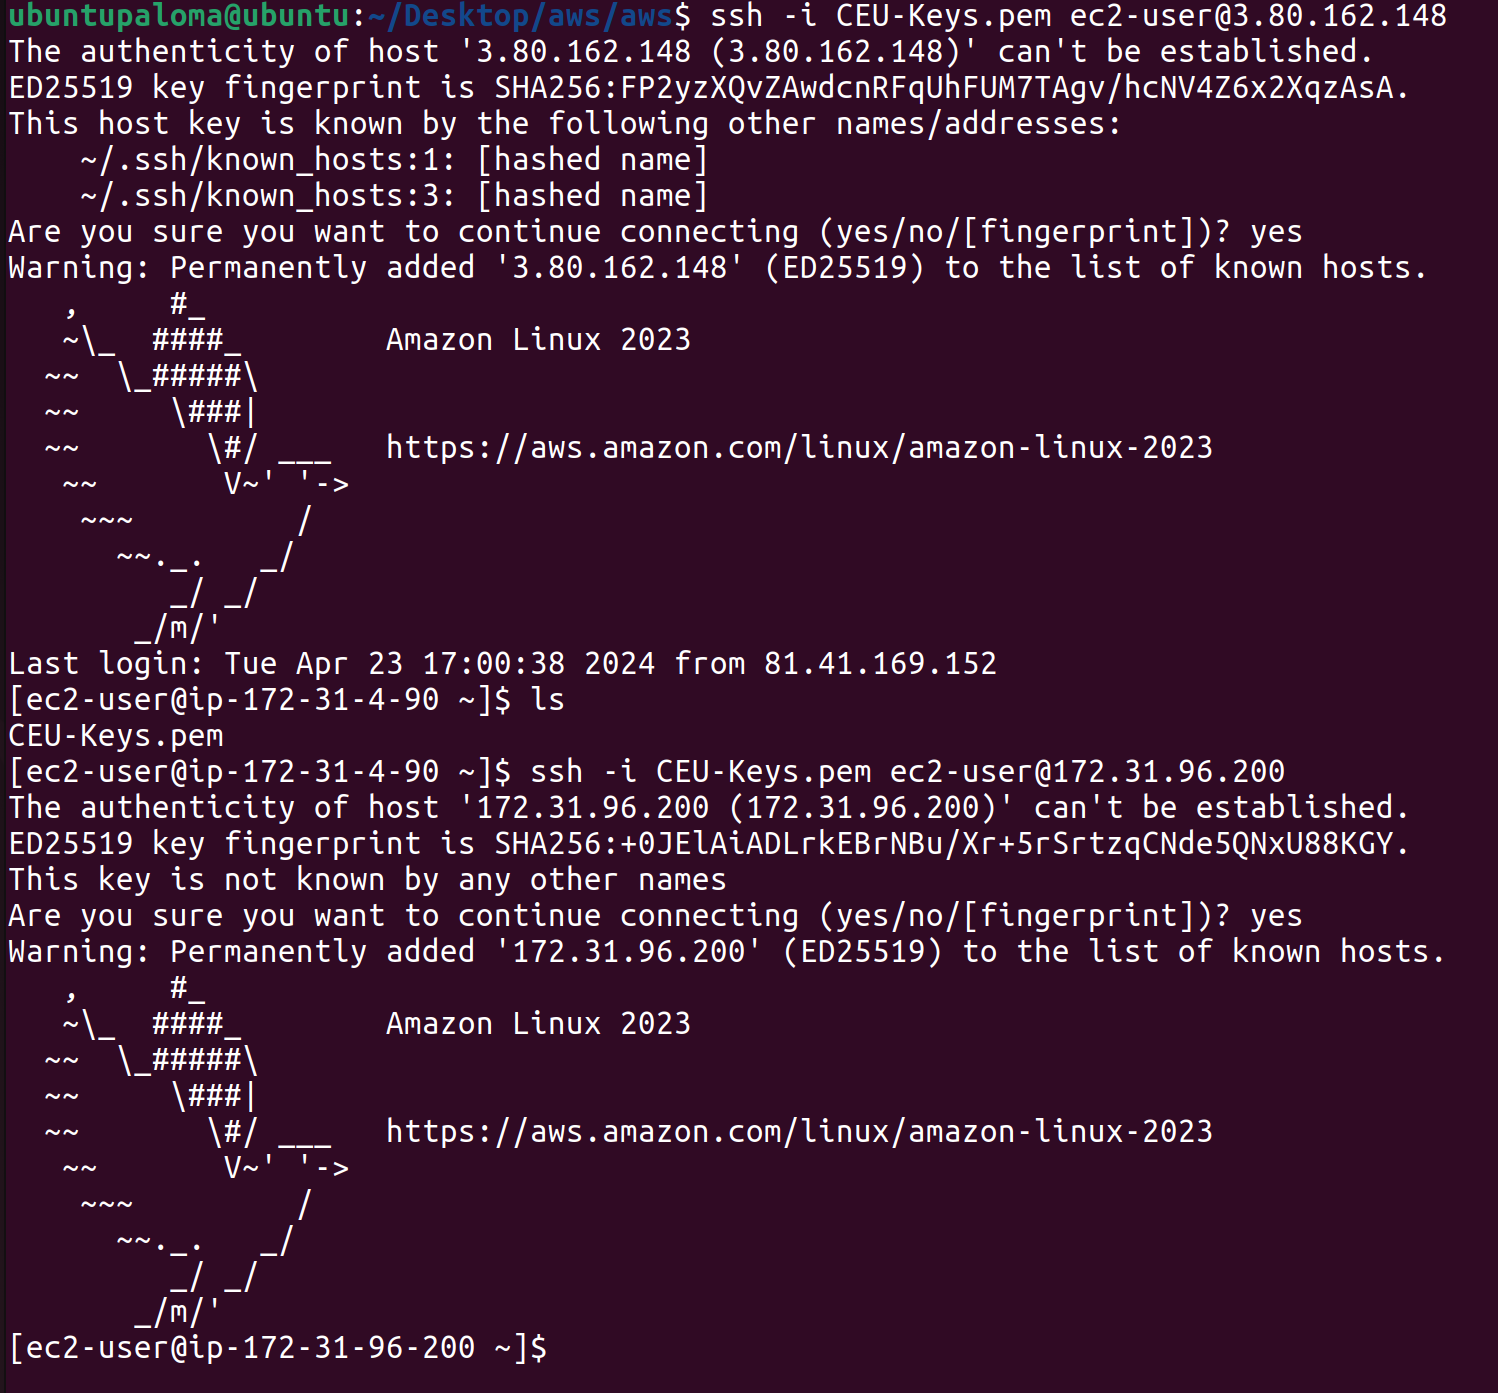 ubuntupaloma@ubuntu:~/Desktop/aws/aws$ ssh -i CEU-Keys.pem ec2-user@3.80.162.148
The authenticity of host '3.80.162.148 (3.80.162.148)' can't be established.
ED25519 key fingerprint is SHA256:FP2yzXQvZAwdcnRFqUhFUM7TAgv/hcNV4Z6x2XqzAsA.
This host key is known by the following other names/addresses:
    ~/.ssh/known_hosts:1: [hashed name]
    ~/.ssh/known_hosts:3: [hashed name]
Are you sure you want to continue connecting (yes/no/[fingerprint])? yes
Warning: Permanently added '3.80.162.148' (ED25519) to the list of known hosts.
   ,     #_
   ~\_  ####_        Amazon Linux 2023
  ~~  \_#####\
  ~~     \###|
  ~~       \#/ ___   https://aws.amazon.com/linux/amazon-linux-2023
   ~~       V~' '->
    ~~~         /
      ~~._.   _/
         _/ _/
       _/m/'
Last login: Tue Apr 23 17:00:38 2024 from 81.41.169.152
[ec2-user@ip-172-31-4-90 ~]$ ls
CEU-Keys.pem
[ec2-user@ip-172-31-4-90 ~]$ ssh -i CEU-Keys.pem ec2-user@172.31.96.200
The authenticity of host '172.31.96.200 (172.31.96.200)' can't be established.
ED25519 key fingerprint is SHA256:+0JElAiADLrkEBrNBu/Xr+5rSrtzqCNde5QNxU88KGY.
This key is not known by any other names
Are you sure you want to continue connecting (yes/no/[fingerprint])? yes
Warning: Permanently added '172.31.96.200' (ED25519) to the list of known hosts.
   ,     #_
   ~\_  ####_        Amazon Linux 2023
  ~~  \_#####\
  ~~     \###|
  ~~       \#/ ___   https://aws.amazon.com/linux/amazon-linux-2023
   ~~       V~' '->
    ~~~         /
      ~~._.   _/
         _/ _/
       _/m/'
[ec2-user@ip-172-31-96-200 ~]$